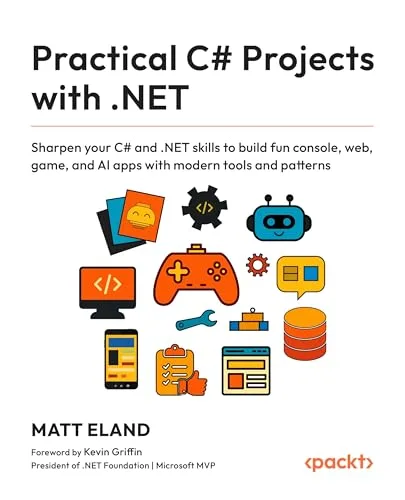 Practical C# Projects
with .NET
Sharpen your C# and .NET skills to build fun console, web,
game, and AI apps with modern tools and patterns
</>
</>
MATT ELAND
Foreword by Kevin Griffin
President of .NET Foundation | Microsoft MVP
<packt>